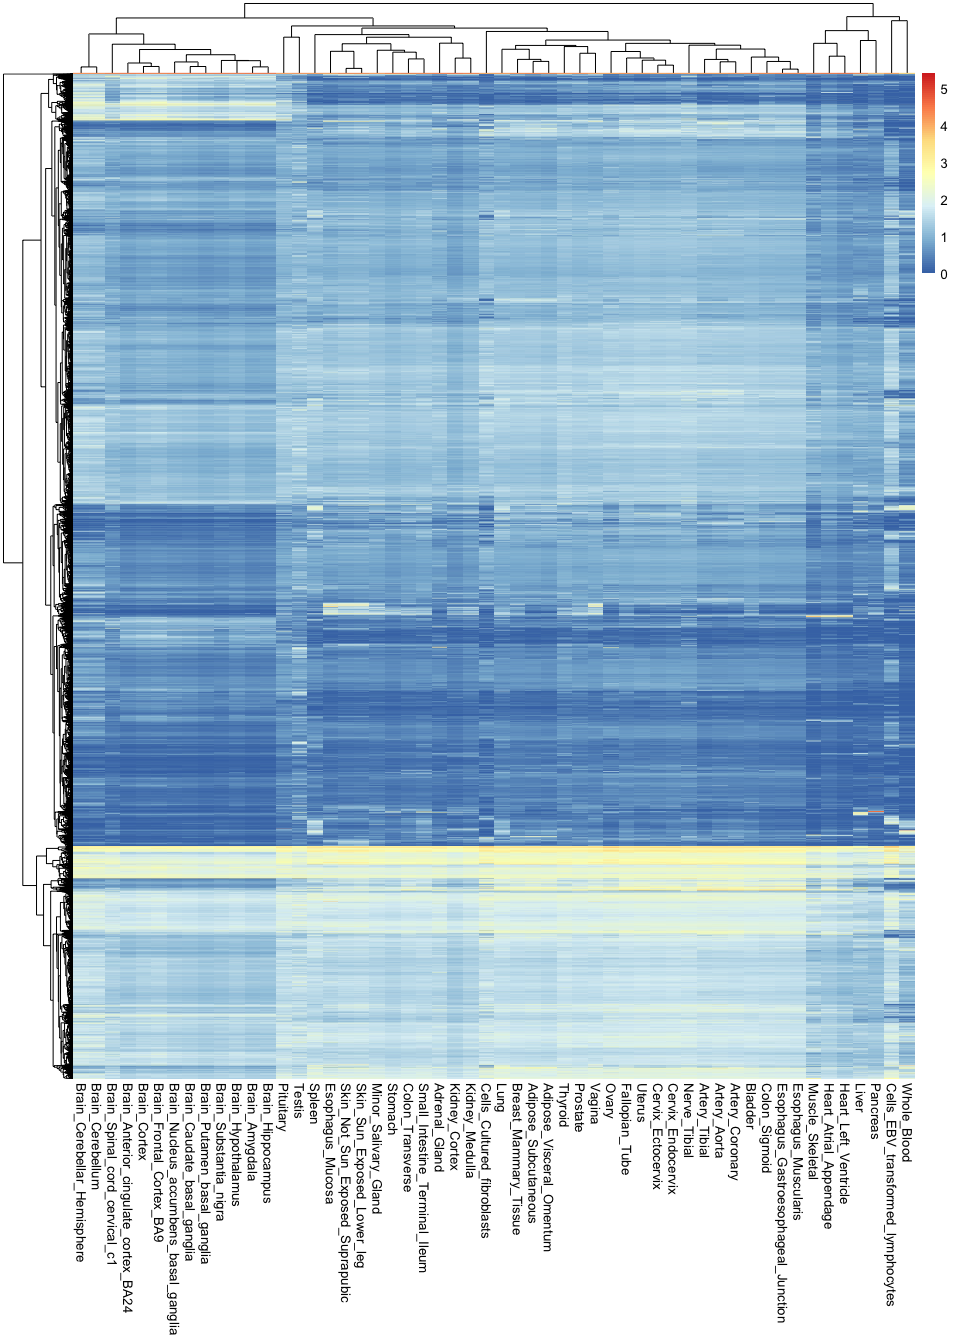 5
4
3
2
1
0
Brain_Cerebellar_Hemisphere
Brain_Cerebellum
Brain_Spinal_cord_cervical_c1
Brain_Anterior_cingulate_cortex_BA24
Brain_Cortex
Brain_Frontal_Cortex_BA9
Brain_Nucleus_accumbens_basal_ganglia
Brain_Caudate_basal_ganglia
Brain_Putamen_basal_ganglia
Brain_Substantia_nigra
Brain_Hypothalamus
Brain_Amygdala
Brain_Hippocampus
Pituitary
Testis
Spleen
Esophagus_Mucosa
Skin_Not_Sun_Exposed_Suprapubic
Skin_Sun_Exposed_Lower_leg
Minor_Salivary_Gland
Stomach
Colon_Transverse
Small_Intestine_Terminal_Ileum
Adrenal_Gland
Kidney_Cortex
Kidney_Medulla
Cells_Cultured_fibroblasts
Lung
Breast_Mammary_Tissue
Adipose_Subcutaneous
Adipose_Visceral_Omentum
Thyroid
Prostate
Vagina
Ovary
Fallopian_Tube
Uterus
Cervix_Ectocervix
Cervix_Endocervix
Nerve_Tibial
Artery_Tibial
Artery_Aorta
Artery_Coronary
Bladder
Colon_Sigmoid
Esophagus_Gastroesophageal_Junction
Esophagus_Muscularis
Muscle_Skeletal
Heart_Atrial_Appendage
Heart_Left_Ventricle
Liver
Pancreas
Cells_EBV_transformed_lymphocytes
Whole_Blood